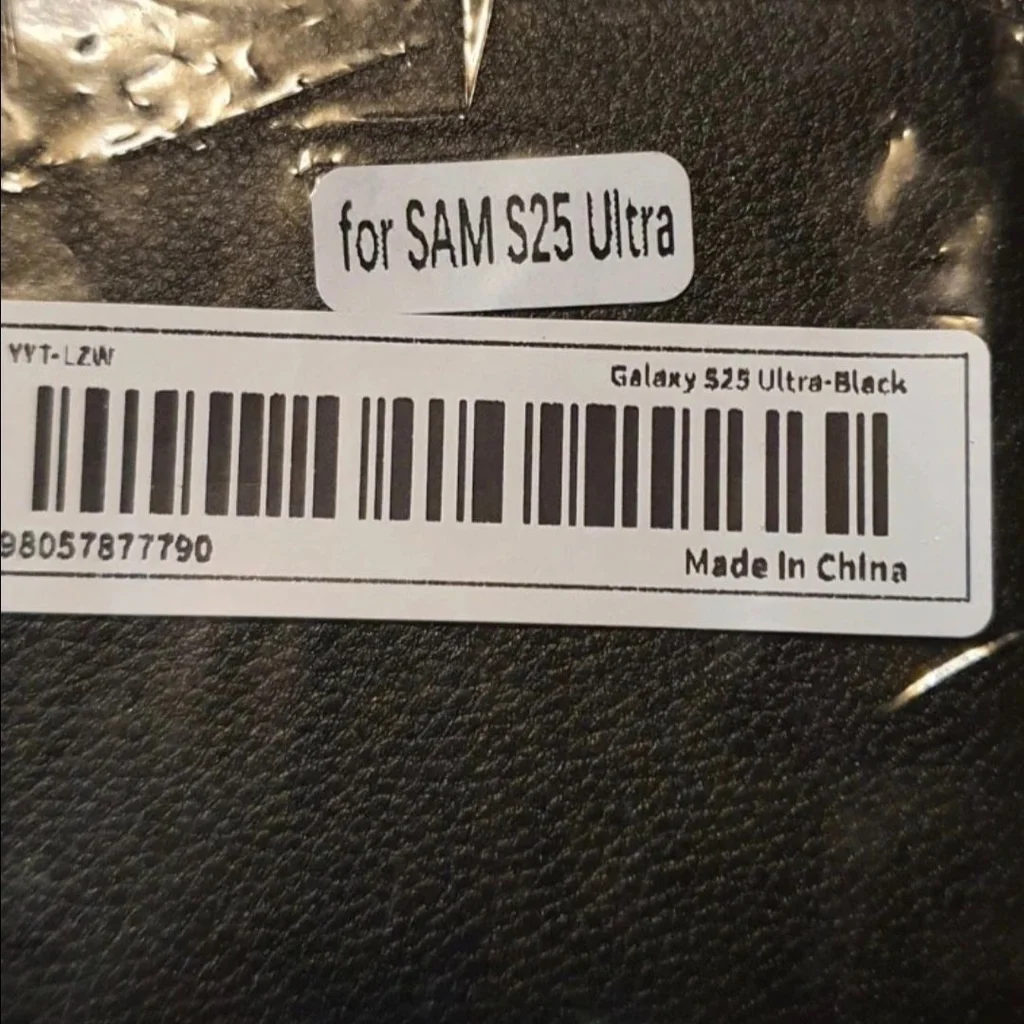 for SAM S25 Ultra
YYT-LZW
Galaxy S25 Ultra-Black
98057877790
Made In China